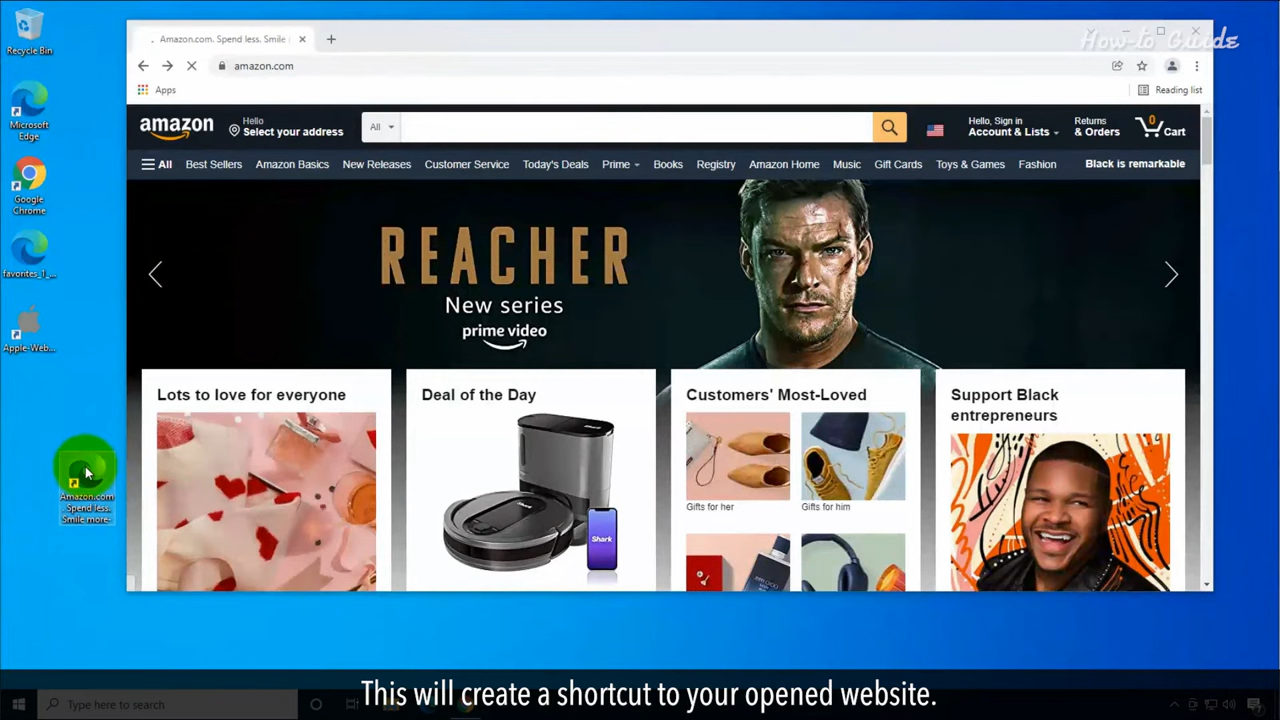 Recycle Bin
Microsoft
Edge
Google
Chrome
favorites_1_...
Apple-Web...
Amazon.com
. Spend less.
Smile more-
Amazon.com. Spend less. Smile
How-to Guide
amazon.com
Apps
Reading list
amazon
Hello
Select your address
All
Hello, Sign in
Account & Lists
Returns
& Orders
0
Cart
All
Best Sellers
Amazon Basics
New Releases
Customer Service
Today's Deals
Prime
Books
Registry
Amazon Home
Music
Gift Cards
Toys & Games
Fashion
Black is remarkable
REACHER
New series
prime video
Lots to love for everyone
Deal of the Day
Shark
Customers' Most-Loved
Gifts for her
Gifts for him
Support Black
entrepreneurs
This will create a shortcut to your opened website.
Type here to search